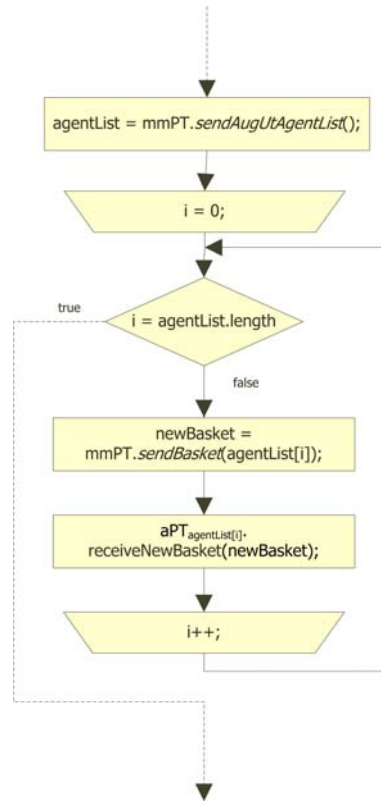 agentList = mmPT.sendAugUtAgentList();
i = 0;
true
i = agentList.length
false
newBasket =
mmPT.sendBasket(agentList[i]);
aPTagentList[i].
receiveNewBasket(newBasket);
i++;